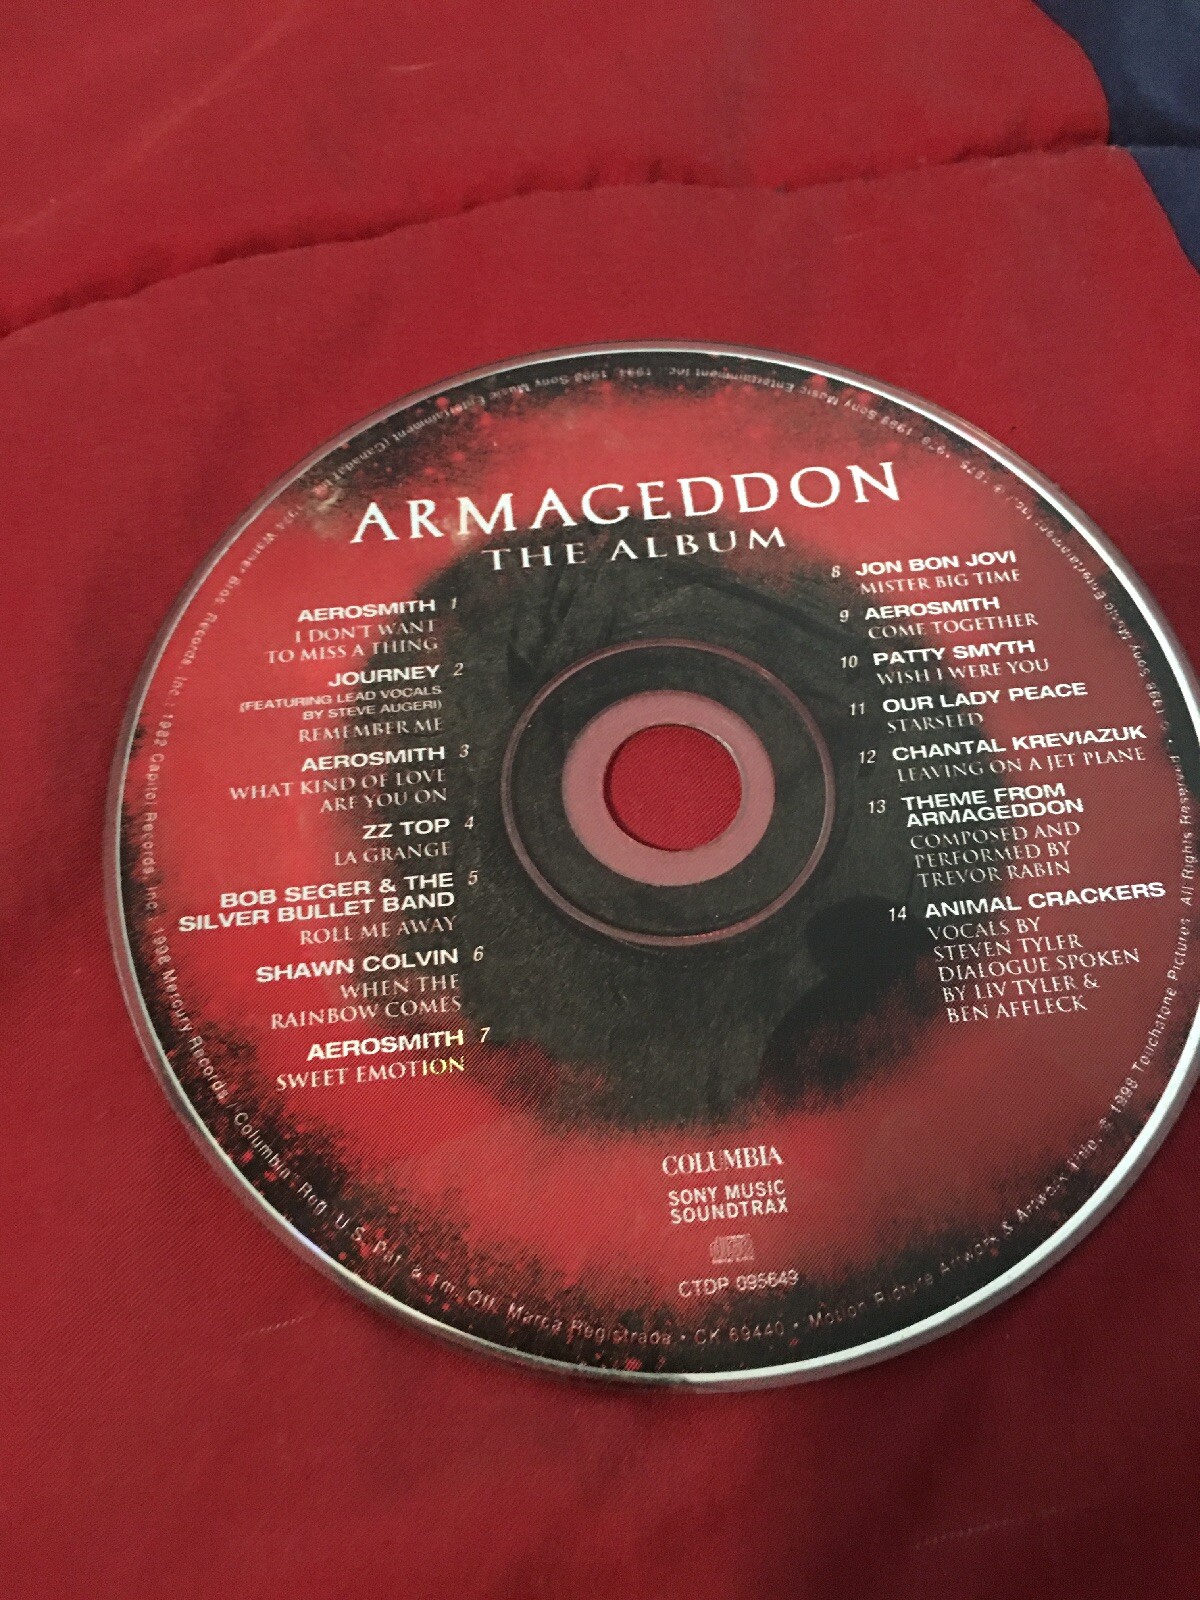 ARMAGEDDON
THE ALBUM
AEROSMITH 1
I DON'T WANT
TO MISS A THING
JOURNEY 2
(FEATURING LEAD VOCALS
BY STEVE AUGERI)
REMEMBER ME
AEROSMITH 3
WHAT KIND OF LOVE
ARE YOU ON
ZZ TOP 4
LA GRANGE
BOB SEGER & THE 5
SILVER BULLET BAND
ROLL ME AWAY
SHAWN COLVIN 6
WHEN THE
RAINBOW COMES
AEROSMITH 7
SWEET EMOTION
8 JON BON JOVI
MISTER BIG TIME
9 AEROSMITH
COME TOGETHER
10 PATTY SMYTH
WISH I WERE YOU
11 OUR LADY PEACE
STARSEED
12 CHANTAL KREVIAZUK
LEAVING ON A JET PLANE
13 THEME FROM
ARMAGEDDON
COMPOSED AND
PERFORMED BY
TREVOR RABIN
14 ANIMAL CRACKERS
VOCALS BY
STEVEN TYLER
DIALOGUE SPOKEN
BY LIV TYLER &
BEN AFFLECK
COLUMBIA
SONY MUSIC
SOUNDTRAX
CTDP 095649
Warner Bros. Records Inc.; 1982 Capitol Records, Inc. 1998 Mercury Records / Columbia" Reg. U.S. Pat. & Tm. Off. Marca Registrada • CK 69440 • Motion Picture Artwork & Artwork Title, © 1998 Touchstone Pictures. All Rights Reserved.